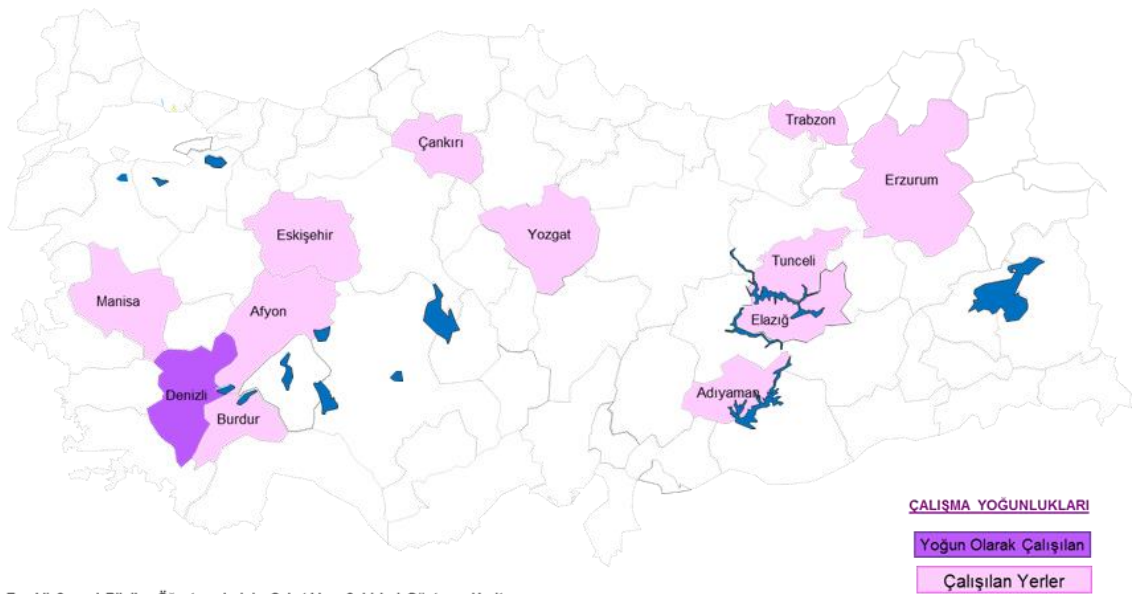 Trabzon
Çankırı
Erzurum
Eskişehir
Yozgat
Tunceli
Manisa
Afyon
Elazığ
Denizli
Adıyaman
Burdur
ÇALIŞMA YOĞUNLUKLARI
Yoğun Olarak Çalışılan
Çalışılan Yerler